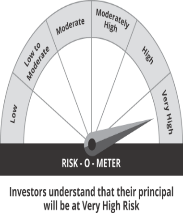 Low
Low to
Moderate
Moderate
Moderately
High
High
Very High
RISK - O - METER
Investors understand that their principal
will be at Very High Risk